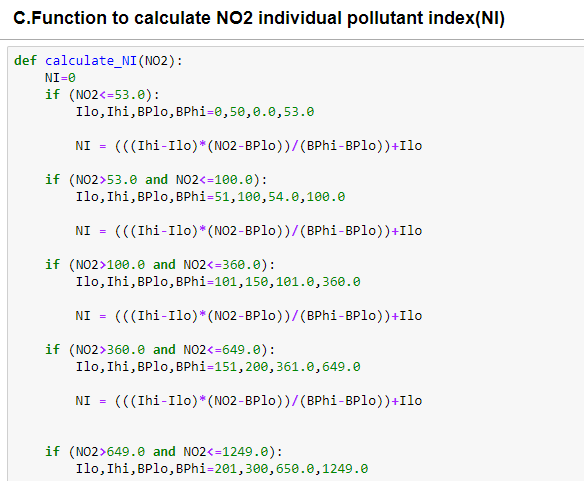 C.Function to calculate NO2 individual pollutant index(NI)
def calculate_NI(NO2):
    NI=0
    if (NO2<=53.0):
        Ilo,Ihi,BPlo,BPhi=0,50,0.0,53.0
        NI = (((Ihi-Ilo)*(NO2-BPlo))/(BPhi-BPlo))+Ilo
    if (NO2>53.0 and NO2<=100.0):
        Ilo,Ihi,BPlo,BPhi=51,100,54.0,100.0
        NI = (((Ihi-Ilo)*(NO2-BPlo))/(BPhi-BPlo))+Ilo
    if (NO2>100.0 and NO2<=360.0):
        Ilo,Ihi,BPlo,BPhi=101,150,101.0,360.0
        NI = (((Ihi-Ilo)*(NO2-BPlo))/(BPhi-BPlo))+Ilo
    if (NO2>360.0 and NO2<=649.0):
        Ilo,Ihi,BPlo,BPhi=151,200,361.0,649.0
        NI = (((Ihi-Ilo)*(NO2-BPlo))/(BPhi-BPlo))+Ilo
    if (NO2>649.0 and NO2<=1249.0):
        Ilo,Ihi,BPlo,BPhi=201,300,650.0,1249.0